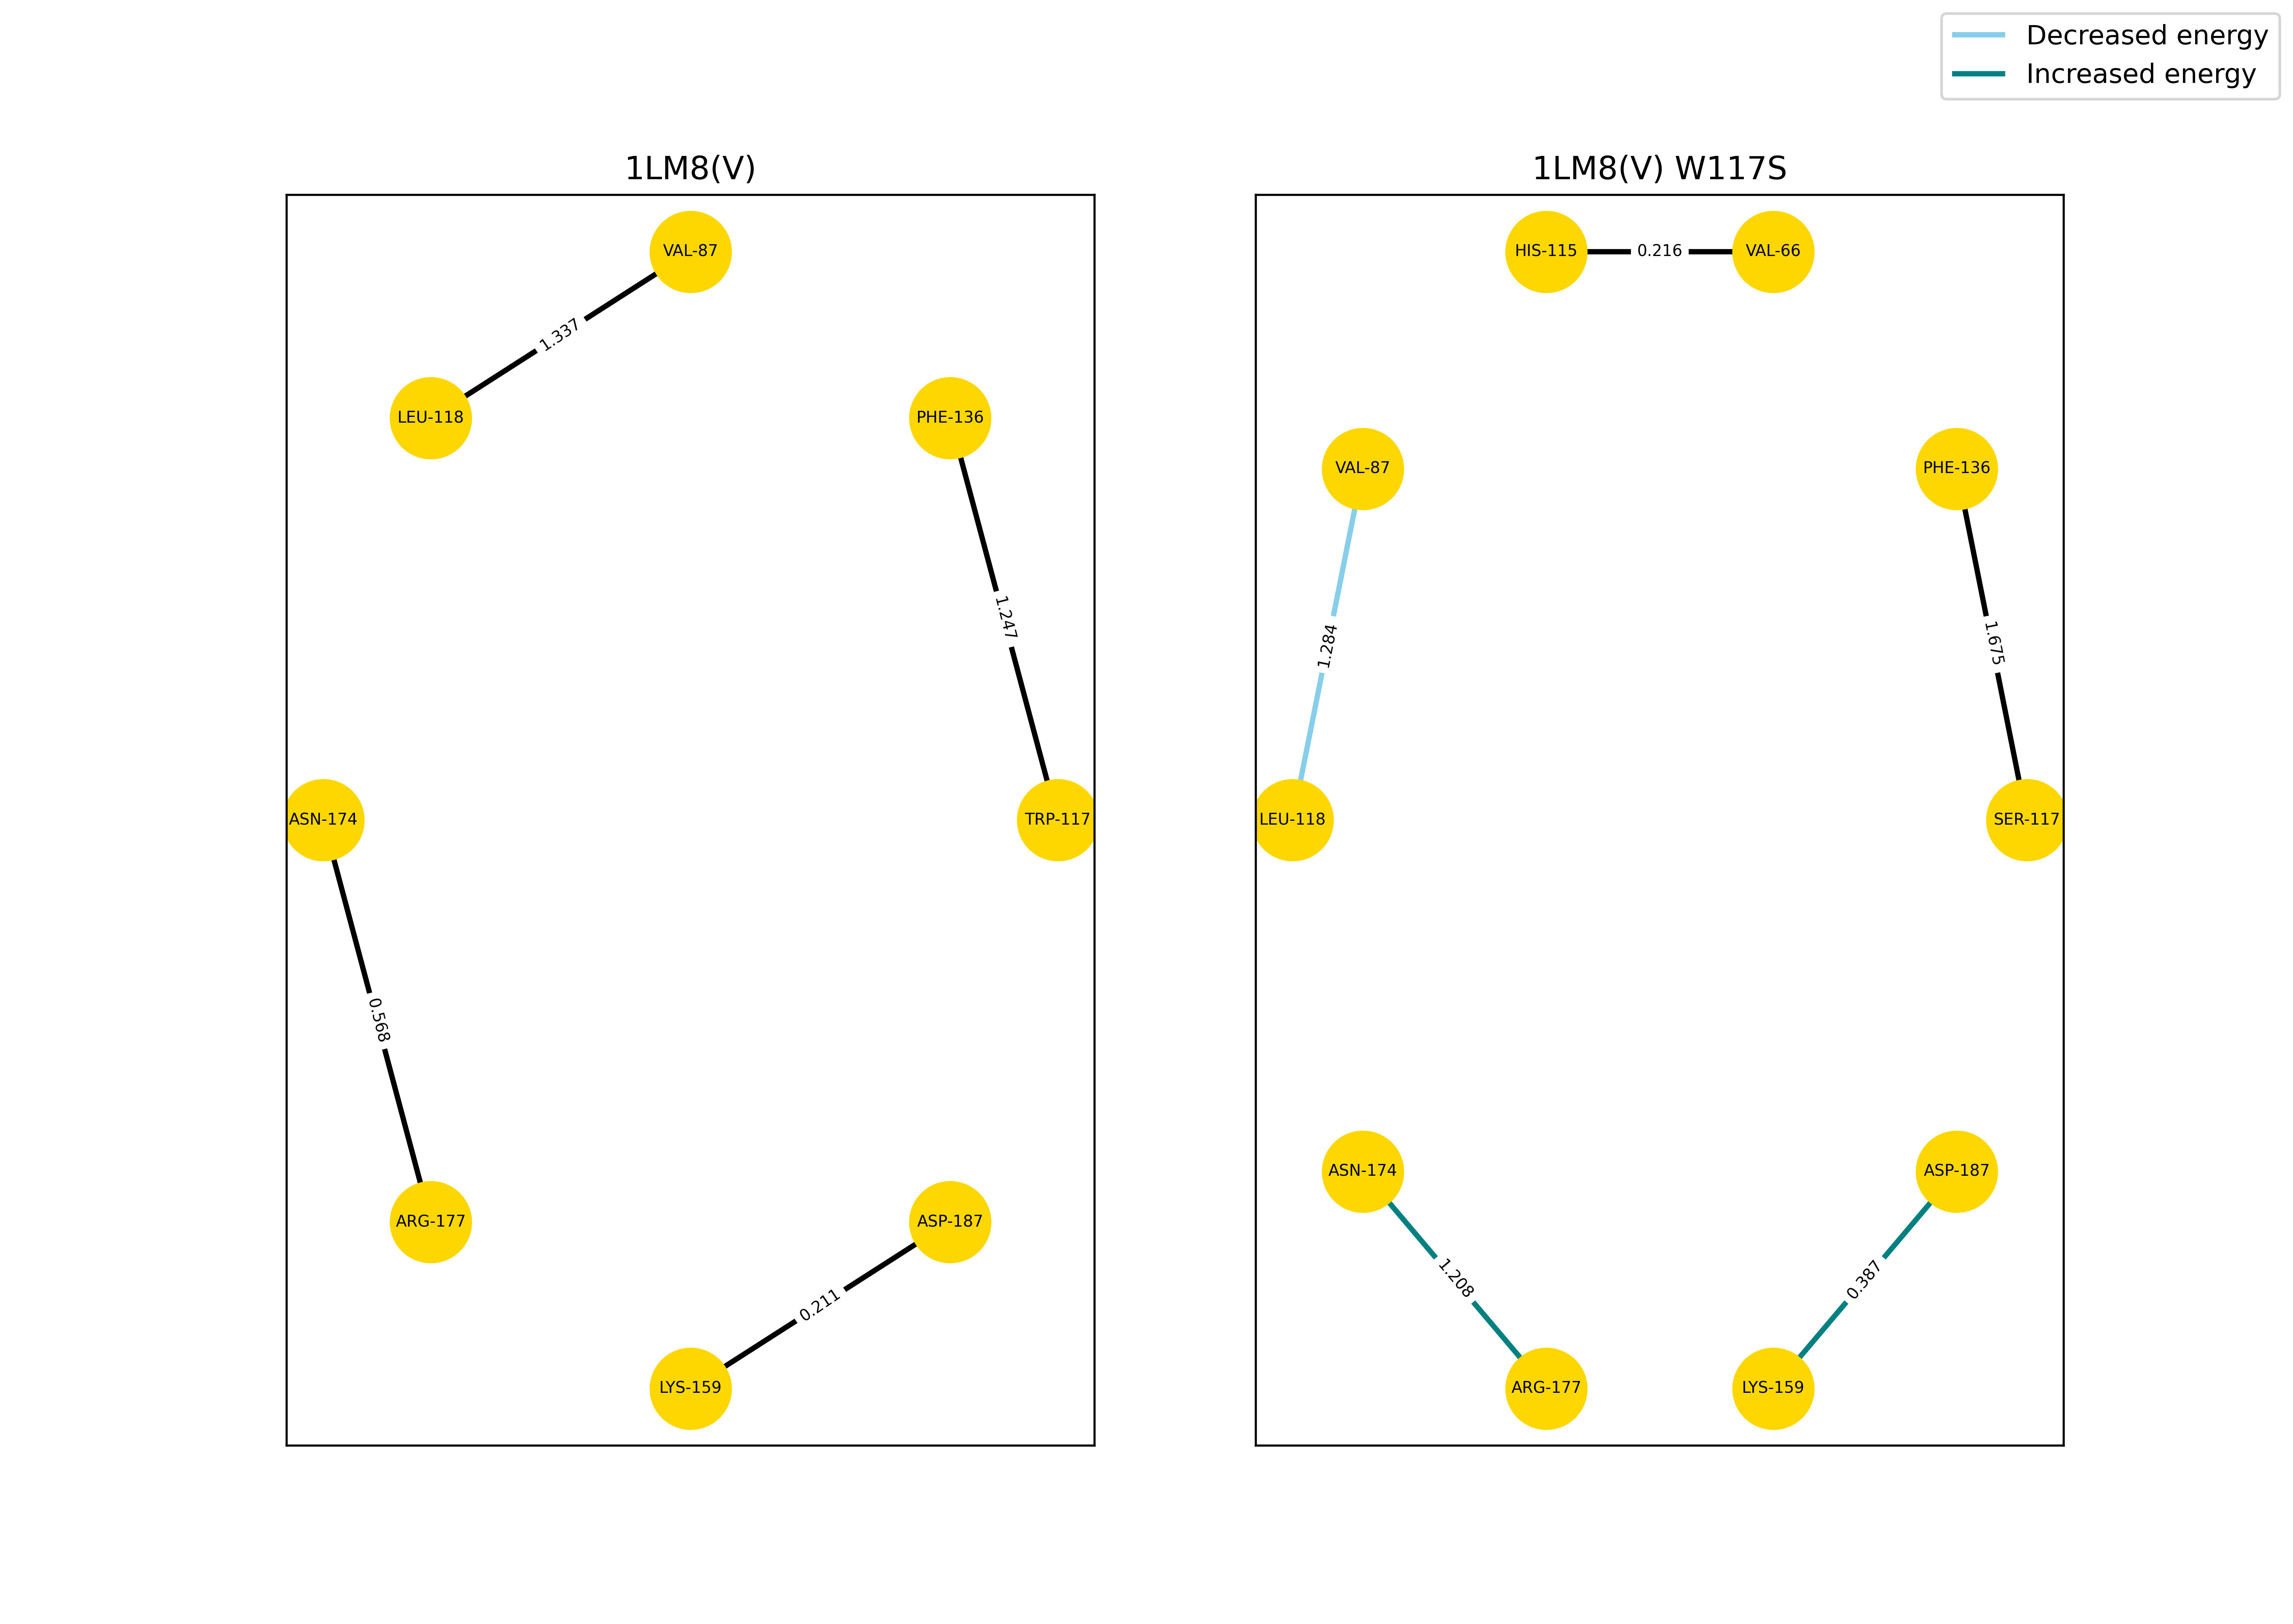 Decreased energy
Increased energy
1LM8(V)
VAL-87
1.337
LEU-118
PHE-136
1.247
ASN-174
TRP-117
0.568
ARG-177
ASP-187
0.211
LYS-159
1LM8(V) W117S
HIS-115
0.216
VAL-66
VAL-87
PHE-136
1.284
1.675
LEU-118
SER-117
ASN-174
ASP-187
1.208
0.387
ARG-177
LYS-159